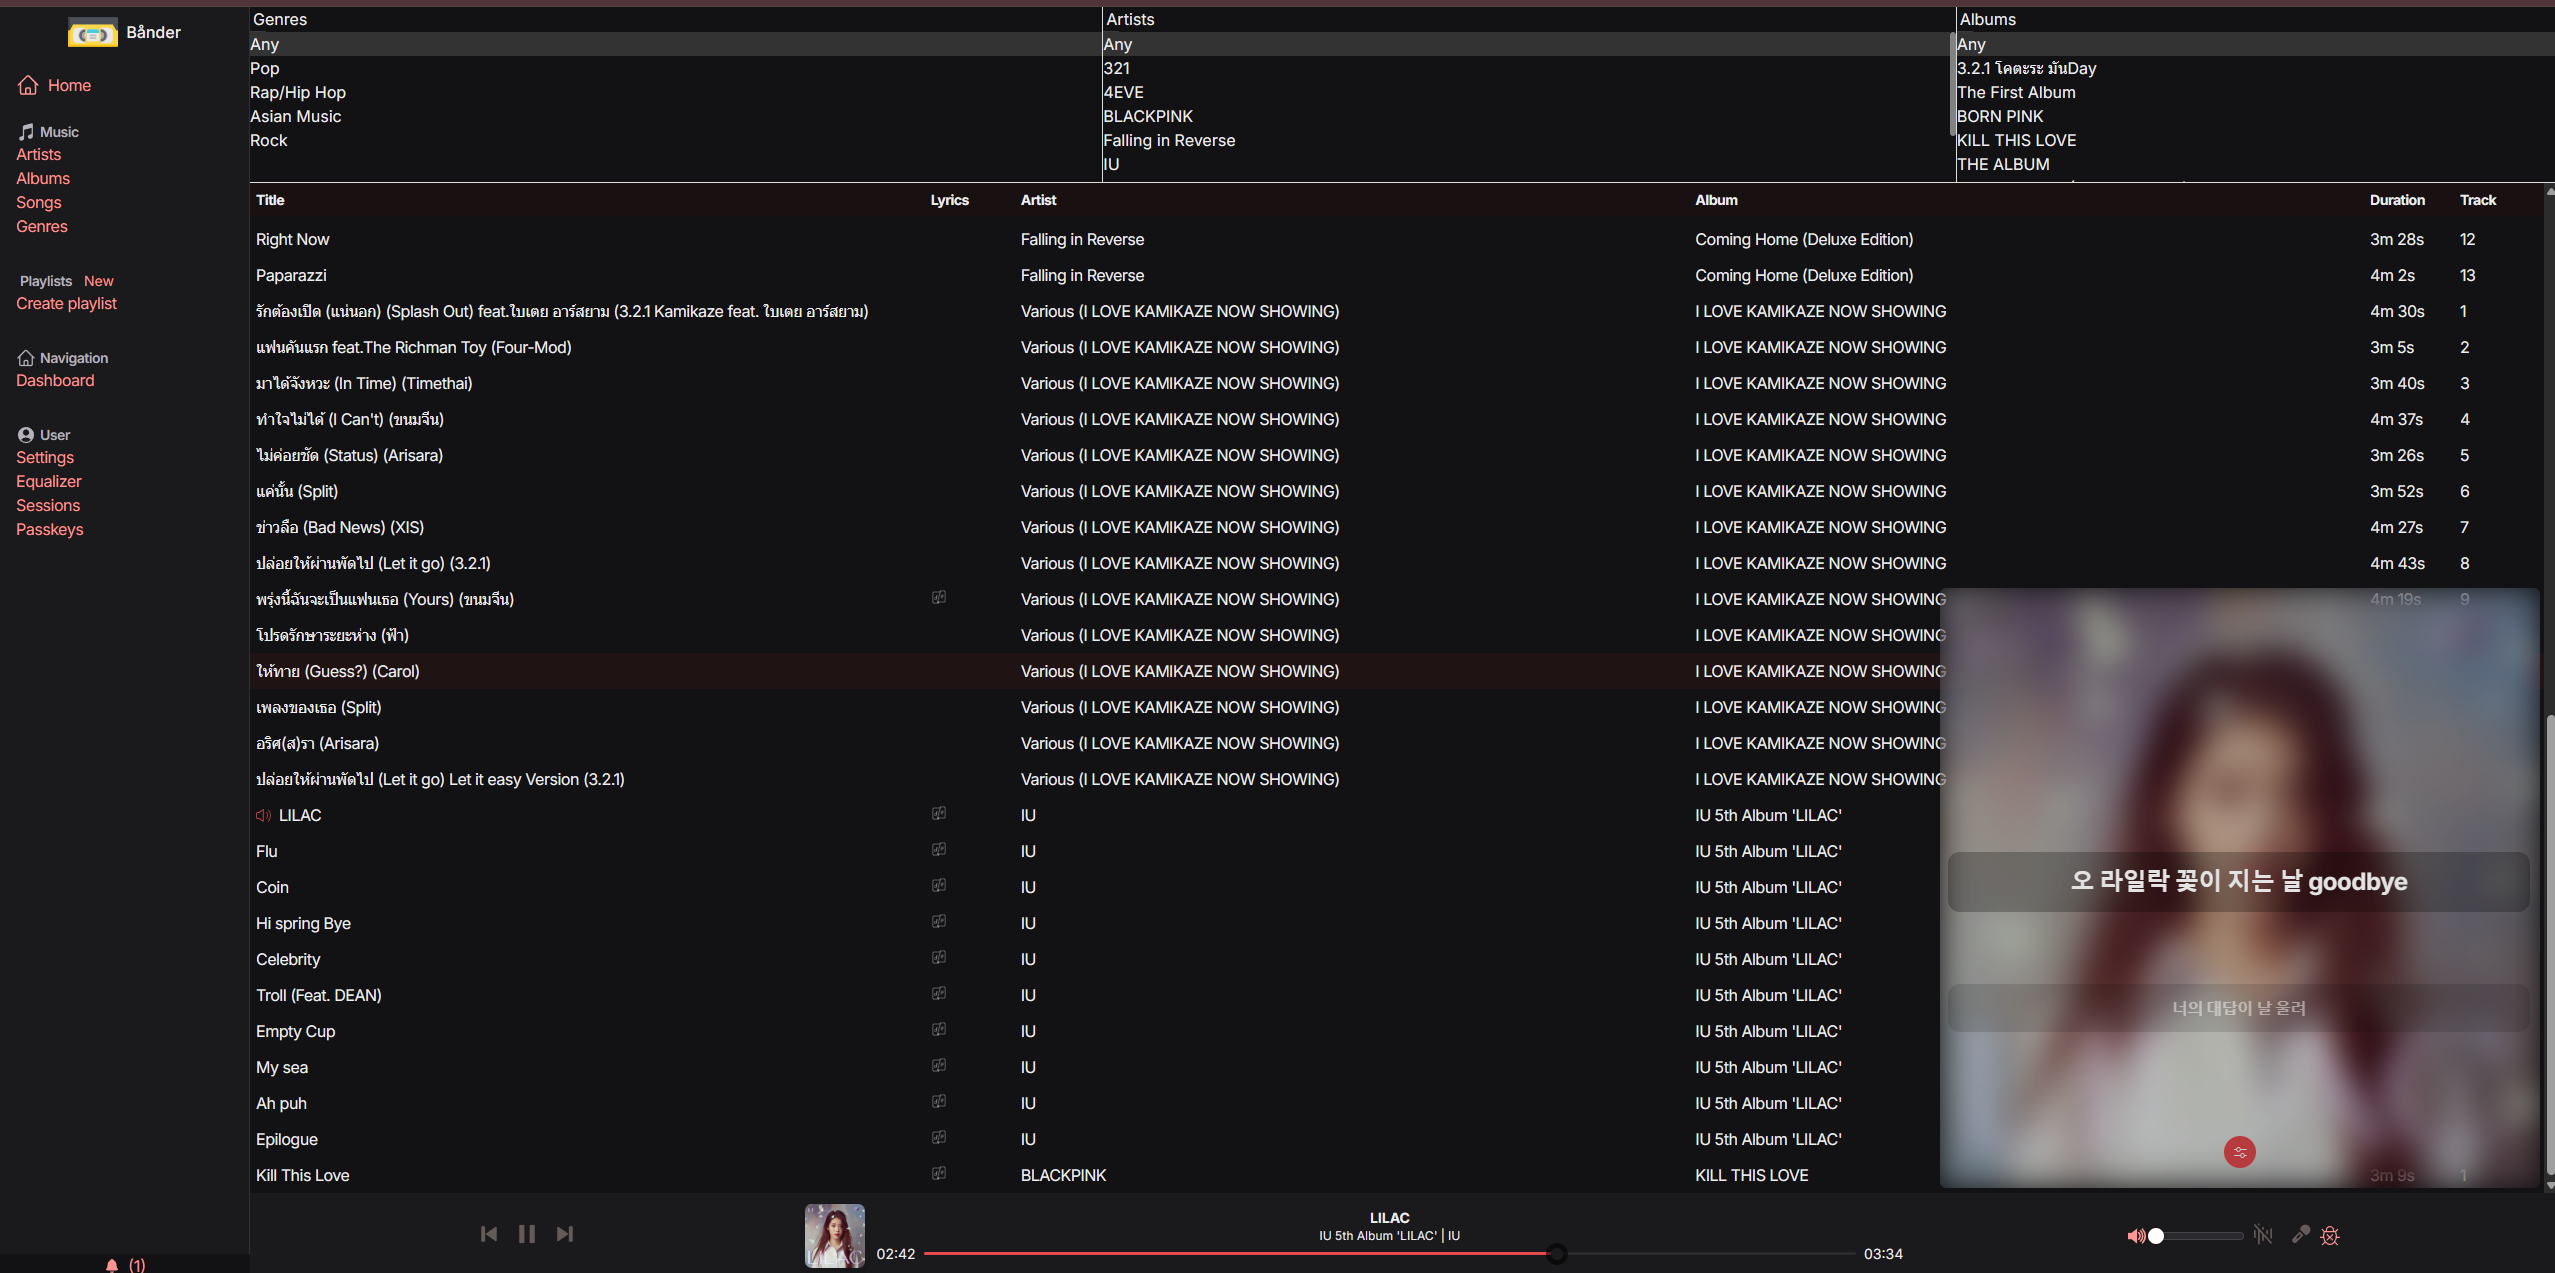 Bånder
Home
Music
Artists
Albums
Songs
Genres
Playlists New
Create playlist
Navigation
Dashboard
User
Settings
Equalizer
Sessions
Passkeys
(1)
Genres
Any
Pop
Rap/Hip Hop
Asian Music
Rock
Artists
Any
321
4EVE
BLACKPINK
Falling in Reverse
IU
Albums
Any
3.2.1 โคตะระ มันDay
The First Album
BORN PINK
KILL THIS LOVE
THE ALBUM
Title Lyrics Artist Album Duration Track
Right Now Falling in Reverse Coming Home (Deluxe Edition) 3m 28s 12
Paparazzi Falling in Reverse Coming Home (Deluxe Edition) 4m 2s 13
รักต้องเปิด (แน่นอก) (Splash Out) feat.ใบเตย อาร์สยาม (3.2.1 Kamikaze feat. ใบเตย อาร์สยาม) Various (I LOVE KAMIKAZE NOW SHOWING) I LOVE KAMIKAZE NOW SHOWING 4m 30s 1
แฟนคันแรก feat.The Richman Toy (Four-Mod) Various (I LOVE KAMIKAZE NOW SHOWING) I LOVE KAMIKAZE NOW SHOWING 3m 5s 2
มาได้จังหวะ (In Time) (Timethai) Various (I LOVE KAMIKAZE NOW SHOWING) I LOVE KAMIKAZE NOW SHOWING 3m 40s 3
ทำใจไม่ได้ (I Can't) (ขนมจีน) Various (I LOVE KAMIKAZE NOW SHOWING) I LOVE KAMIKAZE NOW SHOWING 4m 37s 4
ไม่ค่อยชัด (Status) (Arisara) Various (I LOVE KAMIKAZE NOW SHOWING) I LOVE KAMIKAZE NOW SHOWING 3m 26s 5
แค่นั้น (Split) Various (I LOVE KAMIKAZE NOW SHOWING) I LOVE KAMIKAZE NOW SHOWING 3m 52s 6
ข่าวลือ (Bad News) (XIS) Various (I LOVE KAMIKAZE NOW SHOWING) I LOVE KAMIKAZE NOW SHOWING 4m 27s 7
ปล่อยให้ผ่านพัดไป (Let it go) (3.2.1) Various (I LOVE KAMIKAZE NOW SHOWING) I LOVE KAMIKAZE NOW SHOWING 4m 43s 8
พรุ่งนี้ฉันจะเป็นแฟนเธอ (Yours) (ขนมจีน) Various (I LOVE KAMIKAZE NOW SHOWING) I LOVE KAMIKAZE NOW SHOWING 4m 19s 9
โปรดรักษาระยะห่าง (ฟ้า) Various (I LOVE KAMIKAZE NOW SHOWING) I LOVE KAMIKAZE NOW SHOWING
ให้ทาย (Guess?) (Carol) Various (I LOVE KAMIKAZE NOW SHOWING) I LOVE KAMIKAZE NOW SHOWING
เพลงของเธอ (Split) Various (I LOVE KAMIKAZE NOW SHOWING) I LOVE KAMIKAZE NOW SHOWING
อริศ(ส)รา (Arisara) Various (I LOVE KAMIKAZE NOW SHOWING) I LOVE KAMIKAZE NOW SHOWING
ปล่อยให้ผ่านพัดไป (Let it go) Let it easy Version (3.2.1) Various (I LOVE KAMIKAZE NOW SHOWING) I LOVE KAMIKAZE NOW SHOWING
LILAC IU IU 5th Album 'LILAC'
Flu IU IU 5th Album 'LILAC'
Coin IU IU 5th Album 'LILAC'
Hi spring Bye IU IU 5th Album 'LILAC'
Celebrity IU IU 5th Album 'LILAC'
Troll (Feat. DEAN) IU IU 5th Album 'LILAC'
Empty Cup IU IU 5th Album 'LILAC'
My sea IU IU 5th Album 'LILAC'
Ah puh IU IU 5th Album 'LILAC'
Epilogue IU IU 5th Album 'LILAC'
Kill This Love BLACKPINK KILL THIS LOVE 3m 9s 1
오 라일락 꽃이 지는 날 goodbye
너의 대답이 날 울려
LILAC
IU 5th Album 'LILAC' | IU
02:42 03:34